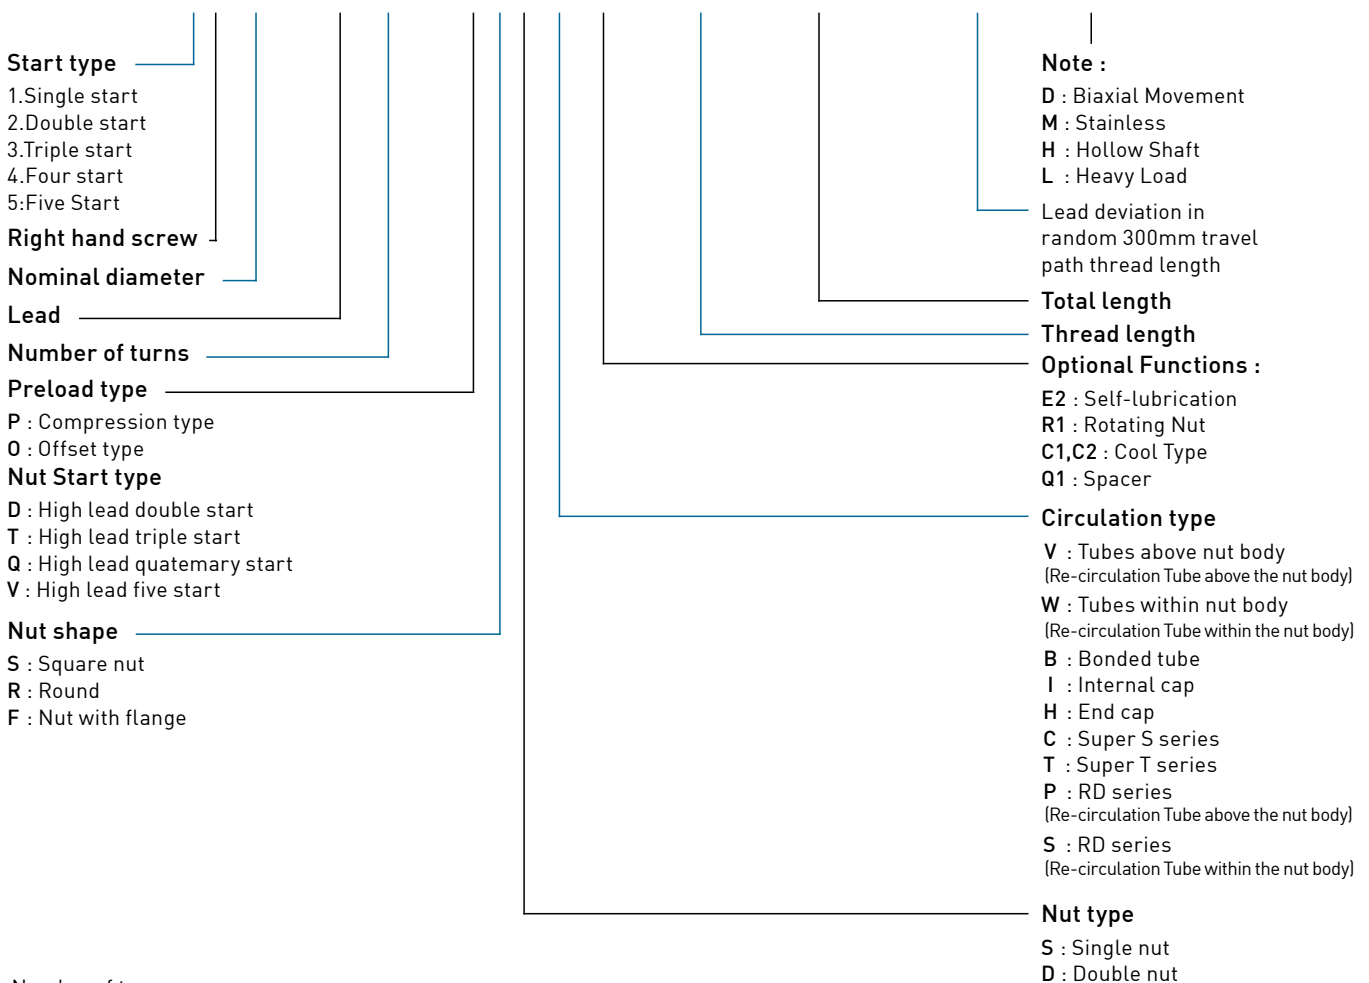 Start type
1.Single start
2.Double start
3.Triple start
4.Four start
5:Five Start
Right hand screw
Nominal diameter
Lead
Number of turns
Preload type
P : Compression type
O : Offset type
Nut Start type
D : High lead double start
T : High lead triple start
Q : High lead quatemary start
V : High lead five start
Nut shape
S : Square nut
R : Round
F : Nut with flange
Note :
D : Biaxial Movement
M : Stainless
H : Hollow Shaft
L : Heavy Load
Lead deviation in
random 300mm travel
path thread length
Total length
Thread length
Optional Functions :
E2 : Self-lubrication
R1 : Rotating Nut
C1,C2 : Cool Type
Q1 : Spacer
Circulation type
V : Tubes above nut body
(Re-circulation Tube above the nut body)
W : Tubes within nut body
(Re-circulation Tube within the nut body)
B : Bonded tube
I : Internal cap
H : End cap
C : Super S series
T : Super T series
P : RD series
(Re-circulation Tube above the nut body)
S : RD series
(Re-circulation Tube within the nut body)
Nut type
S : Single nut
D : Double nut